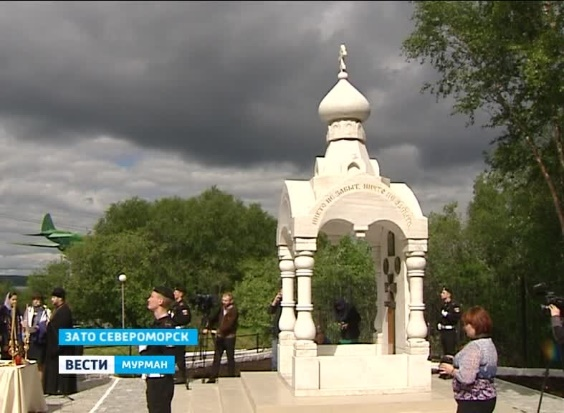 НИКТО НЕ ЗАБЫТ, НИЧТО НЕ ЗАБЫТО
ЗАТО СЕВЕРОМОРСК
ВЕСТИ МУРМАН